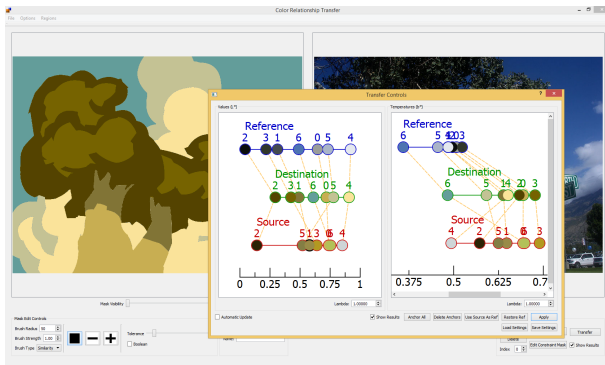 Color Relationship Transfer
File Options Regions
Transfer Controls
Values (L*)
Temperatures (b*)
Reference
2 3 1 6 0 5 4
Destination
2 3 1 6 0 5 4
Source
2 5 1 3 0 6 4
0 0.25 0.5 0.75 1
Reference
6 5 4 2 0 3
Destination
6 5 1 4 2 0 3
Source
4 2 5 1 6 3
0.375 0.5 0.625 0.7
Lambda: 1.00000
Lambda: 1.00000
Automatic Update
Show Results
Anchor All
Delete Anchors
Use Source As Ref
Restore Ref
Apply
Load Settings
Save Settings
Mask Visibility
Mask Edit Controls
Brush Radius 50
Brush Strength 1.00
Brush Type Similarity
Tolerance
Boolean
Index 0
Edit Constraint Mask
Show Results
Transfer